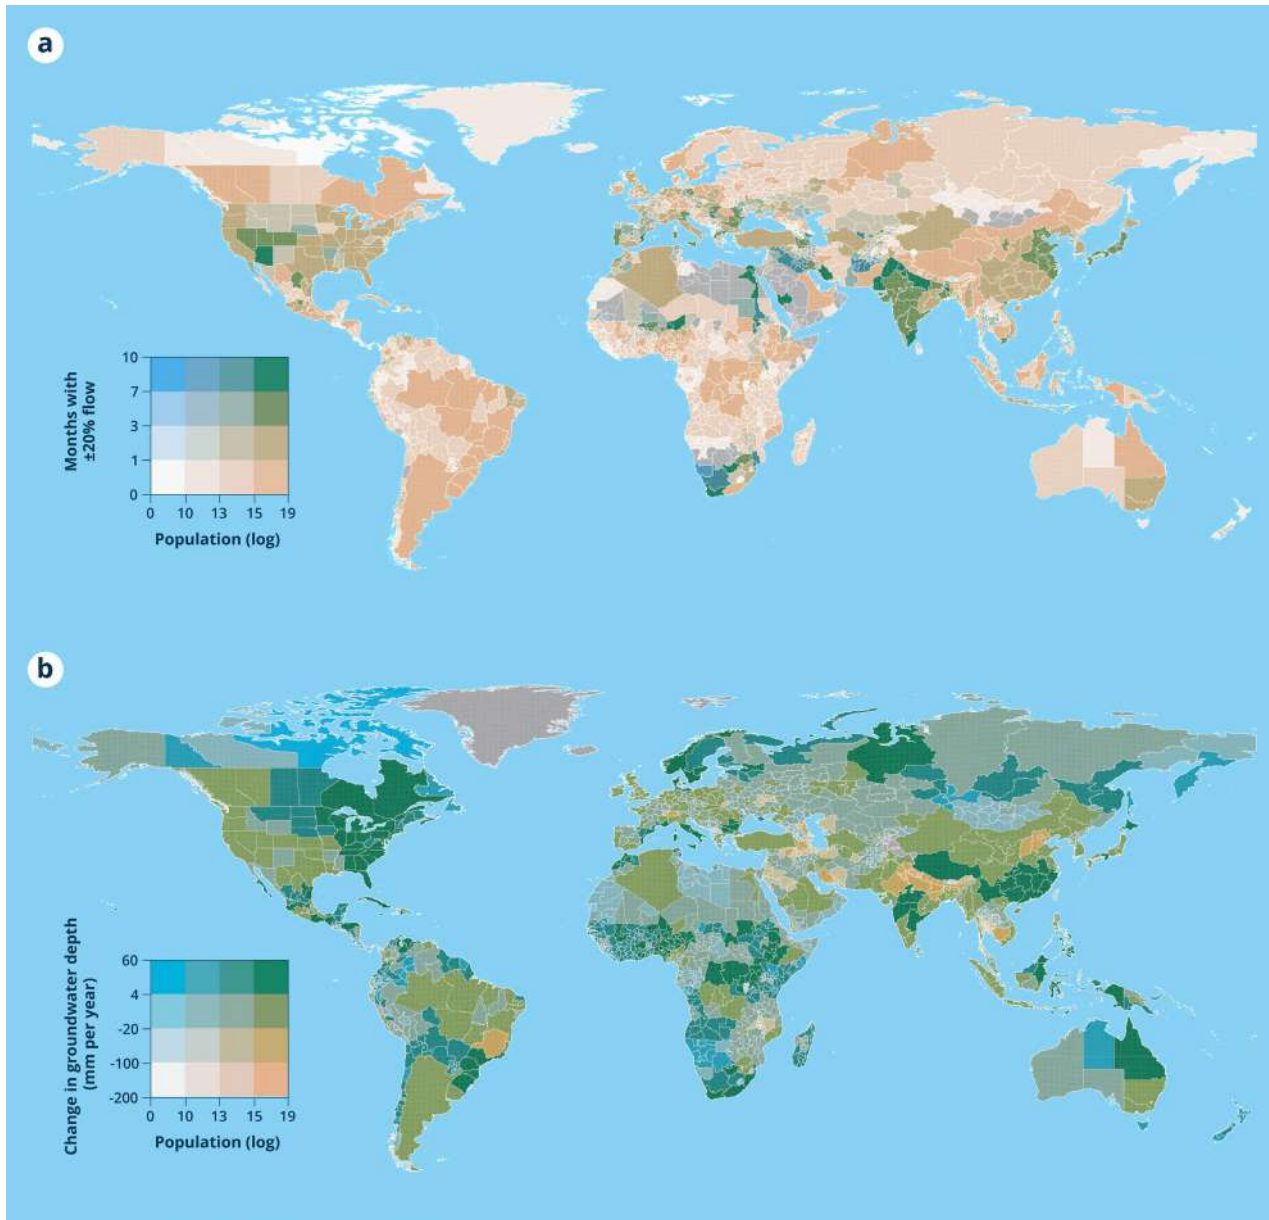 a
10
7
3
1
0
Months with
±20% flow
0 10 13 15 19
Population (log)
b
60
4
-20
-100
-200
Change in groundwater depth
(mm per year)
0 10 13 15 19
Population (log)